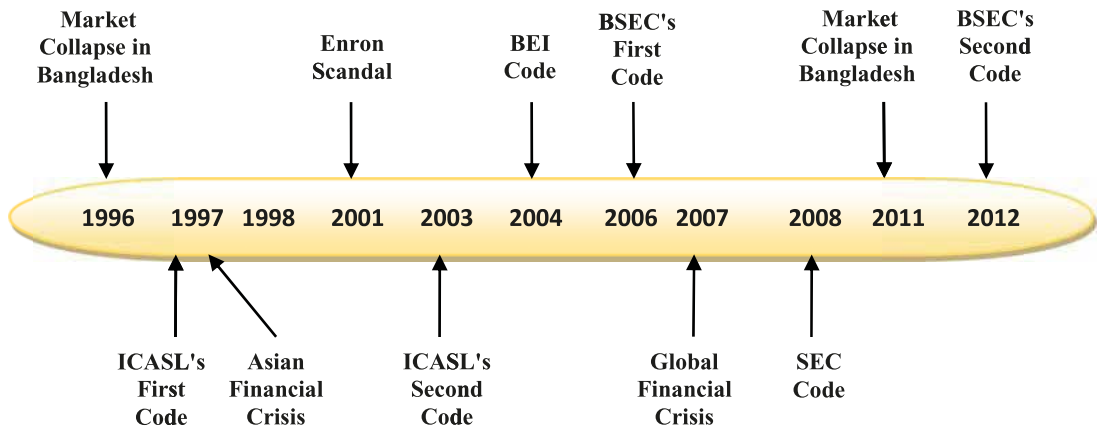 Market
Collapse in
Bangladesh
Enron
Scandal
BEI
Code
BSEC's
First
Code
Market
Collapse in
Bangladesh
BSEC's
Second
Code
1996 1997 1998 2001 2003 2004 2006 2007 2008 2011 2012
ICASL's
First
Code
Asian
Financial
Crisis
ICASL's
Second
Code
Global
Financial
Crisis
SEC
Code